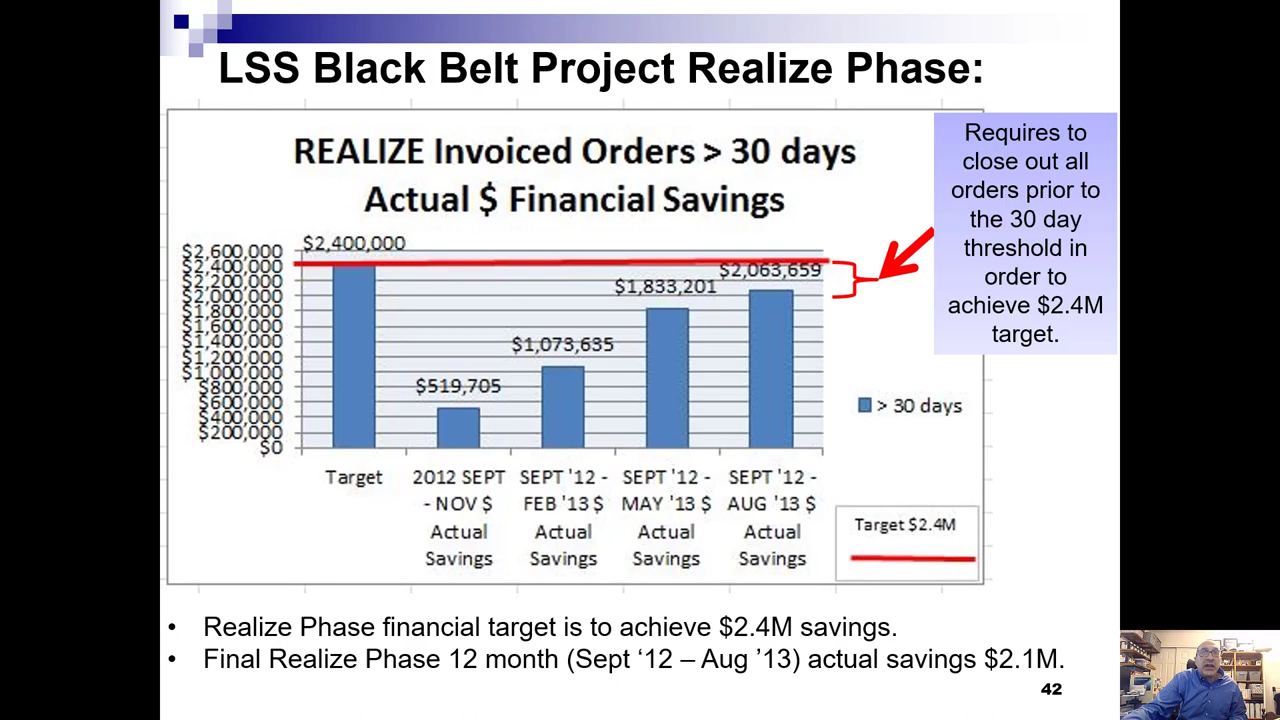 LSS Black Belt Project Realize Phase:
REALIZE Invoiced Orders > 30 days
Actual $ Financial Savings
Requires to
close out all
orders prior to
the 30 day
threshold in
order to
achieve $2.4M
target.
$2,600,000
$2,400,000
$2,200,000
$2,000,000
$1,800,000
$1,600,000
$1,400,000
$1,200,000
$1,000,000
$800,000
$600,000
$400,000
$200,000
$0
$2,400,000
$519,705
$1,073,635
$1,833,201
$2,063,659
Target
2012 SEPT
- NOV $
Actual
Savings
SEPT '12 -
FEB '13 $
Actual
Savings
SEPT '12 -
MAY '13 $
Actual
Savings
SEPT '12 -
AUG '13 $
Actual
Savings
> 30 days
Target $2.4M
• Realize Phase financial target is to achieve $2.4M savings.
• Final Realize Phase 12 month (Sept ‘12 – Aug ’13) actual savings $2.1M.
42